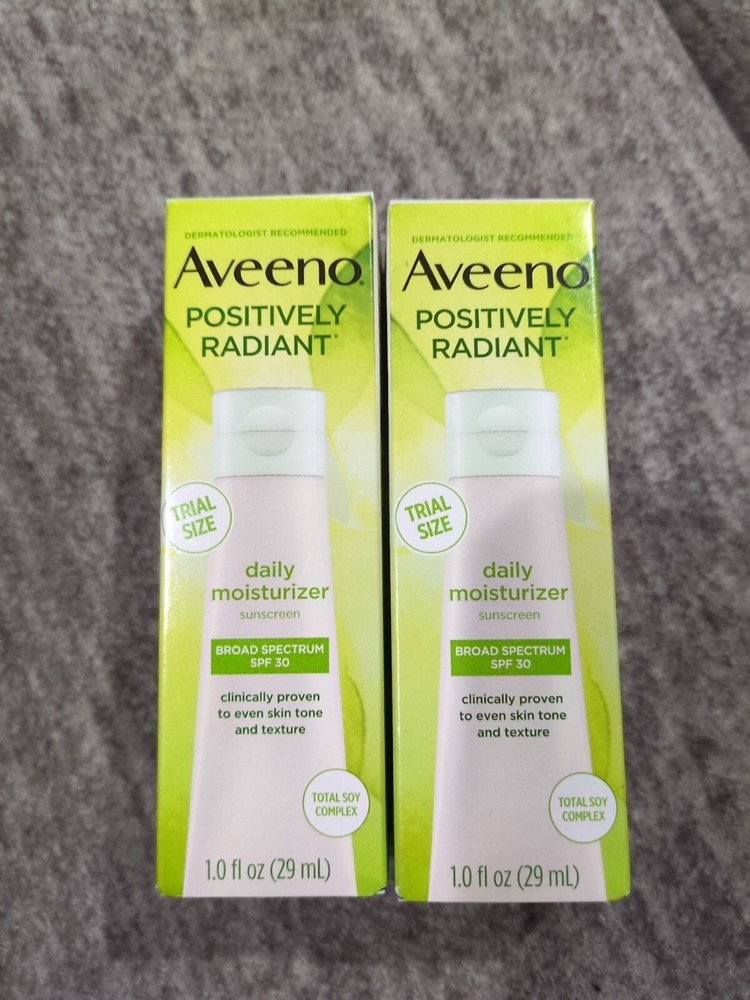 DERMATOLOGIST RECOMMENDED
Aveeno®
POSITIVELY
RADIANT®
TRIAL
SIZE
daily
moisturizer
sunscreen
BROAD SPECTRUM
SPF 30
clinically proven
to even skin tone
and texture
TOTAL SOY
COMPLEX
1.0 fl oz (29 mL)
DERMATOLOGIST RECOMMENDED
Aveeno
POSITIVELY
RADIANT®
TRIAL
SIZE
daily
moisturizer
sunscreen
BROAD SPECTRUM
SPF 30
clinically proven
to even skin tone
and texture
TOTAL SOY
COMPLEX
1.0 fl oz (29 mL)